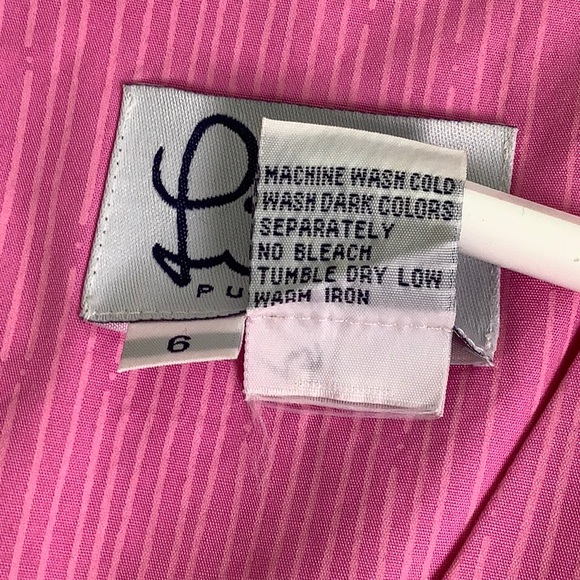 PU
6
MACHINE WASH COLD
WASH DARK COLORS
SEPARATELY
NO BLEACH
TUMBLE DRY LOW
WARM IRON